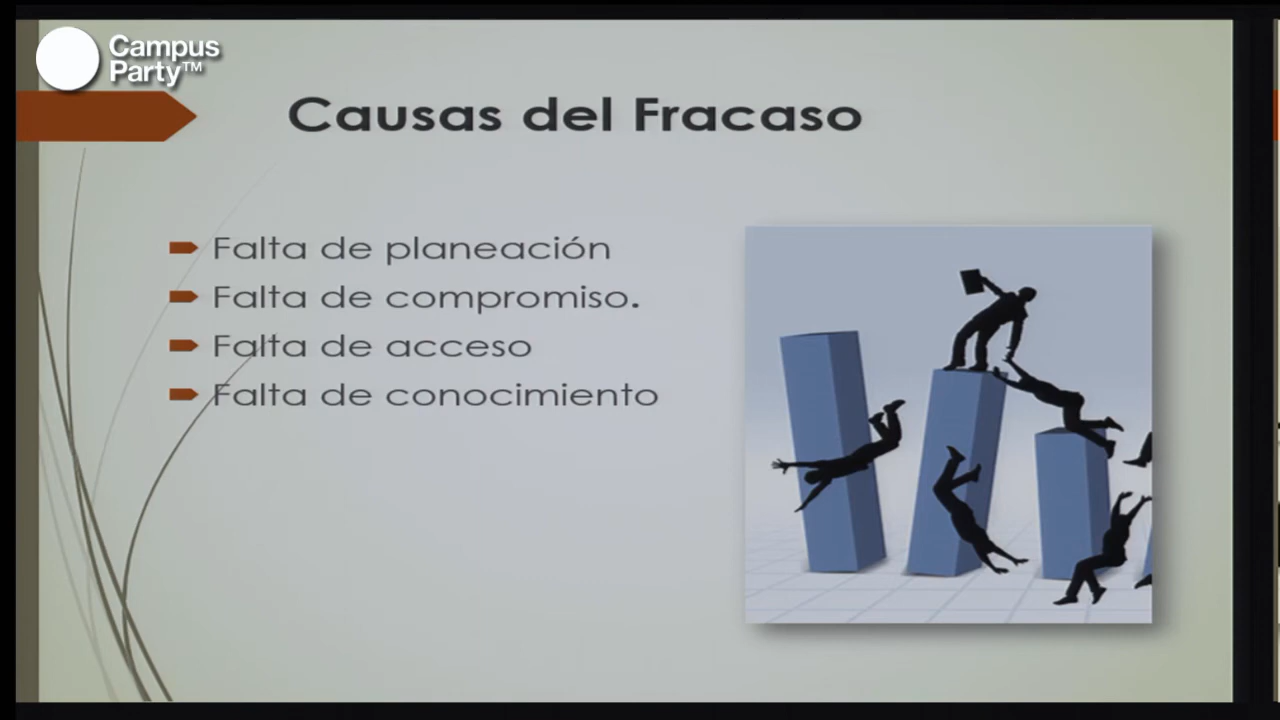 Campus
Party™
Causas del Fracaso
Falta de planeación
Falta de compromiso.
Falta de acceso
Falta de conocimiento